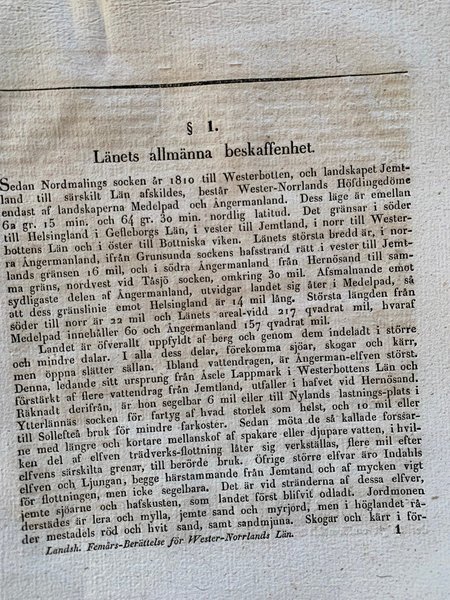 § 1.
Länets allmänna beskaffenhet.
Sedan Nordmalings socken år 1810 till Westerbotten, och landskapet Jemt-
land till särskilt Län afskildes, består Wester-Norrlands Höfdingedöme
endast af landskaperna Medelpad och Ångermanland. Dess läge är emellan
62 gr. 15 min. och 64 gr. 30 min. nordlig latitud. Det gränsar i söder
till Helsingland i Gefleborgs Län, i vester till Jemtland, i norr till Wester-
bottens Län och i öster till Bottniska viken. Länets största bredd är, i nor-
ra Ångermanland, ifrån Grunsunda sockens hafsstrand rätt i vester till Jemt-
lands gränsen 16 mil, och i södra Ångermanland från Hernösand till sam-
ma gräns, nordvest vid Tåsjö socken, omkring 30 mil. Afsmalnande emot
sydligaste delen af Ångermanland, utvidgar landet sig åter i Medelpad, så
att dess gränslinie emot Helsingland är 14 mil lång. Största längden från
söder till norr är 22 mil och Länets areal-vidd 217 qvadrat mil, hvaraf
Medelpad innehåller 60 och Ångermanland 157 qvadrat mil.
Landet är öfverallt uppfyldt af berg och genom dem indeladt i större
och mindre dalar. I alla dess delar, förekomma sjöar, skogar och kärr,
men öppna slätter sällan. Ibland vattendragen, är Ångerman-elfven störst.
Denna, ledande sitt ursprung från Åsele Lappmark i Westerbottens Län och
förstärkt af flere vattendrag från Jemtland, utfaller i hafvet vid Hernösand.
Räknadt derifrån, är hon segelbar 6 mil eller till Nylands lastnings-plats i
Ytterlännäs socken för fartyg af hvad storlek som helst, och 10 mil eller
till Sollefteå bruk för mindre farkoster. Sedan möta de så kallade forssar-
ne med längre och kortare mellanskof af spakare eller djupare vatten, i hvil-
ken del af elfven trädverks-flottning låter sig verkställas, flere mil efter
elfvens särskilta grenar, till berörde bruk. Öfrige större elfvar äro Indahls
elfven och Ljungan, begge härstammande från Jemtand och af mycken vigt
för flottningen, men icke segelbara. Det är vid stränderna af dessa elfver,
jemte sjöarne och hafskusten, som landet först blifvit odladt. Jordmonen
derstädes är lera och mylla, jemte sand och myrjord, men i höglandet rå-
der mestadels röd och hvit sand, samt sandmjuna. Skogar och kärr i för-
Landsh. Femårs-Berättelse för Wester-Norrlands Län. 1